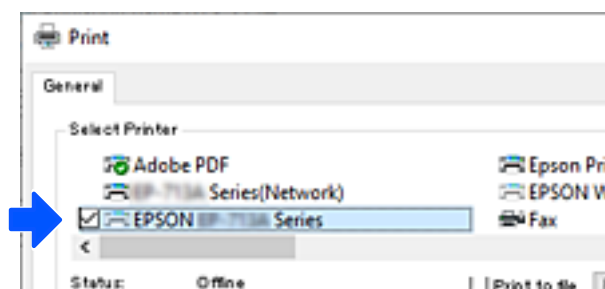 Print
General
Select Printer
Adobe PDF
Epson Pri
Series(Network)
EPSON W
EPSON Series
Fax
Status: Offline
Print to file